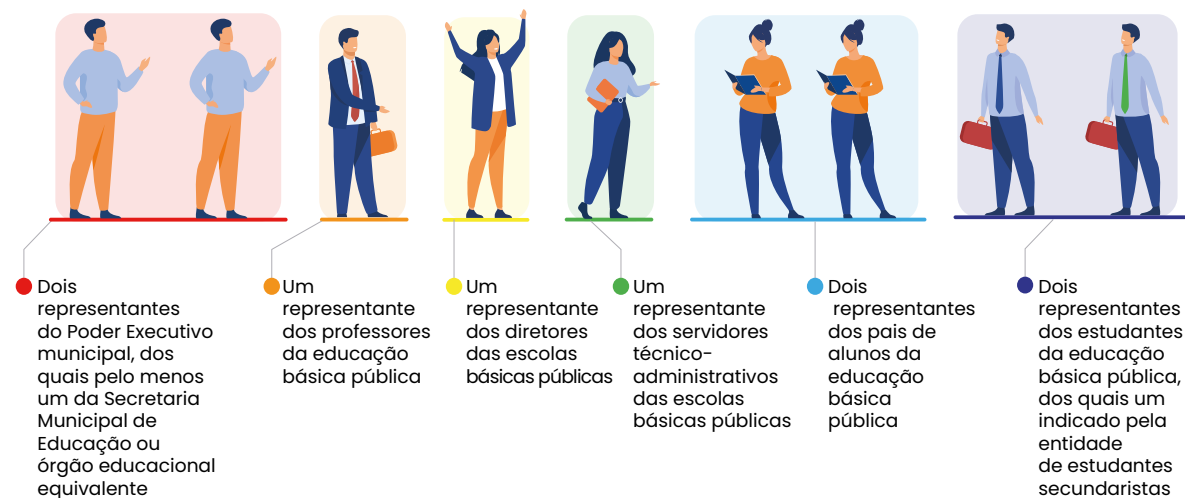 Dois
representantes
do Poder Executivo
municipal, dos
quais pelo menos
um da Secretaria
Municipal de
Educação ou
órgão educacional
equivalente
Um
representante
dos professores
da educação
básica pública
Um
representante
dos diretores
das escolas
básicas públicas
Um
representante
dos servidores
técnico-
administrativos
das escolas
básicas públicas
Dois
representantes
dos pais de
alunos da
educação
básica
pública
Dois
representantes
dos estudantes
da educação
básica pública,
dos quais um
indicado pela
entidade
de estudantes
secundaristas